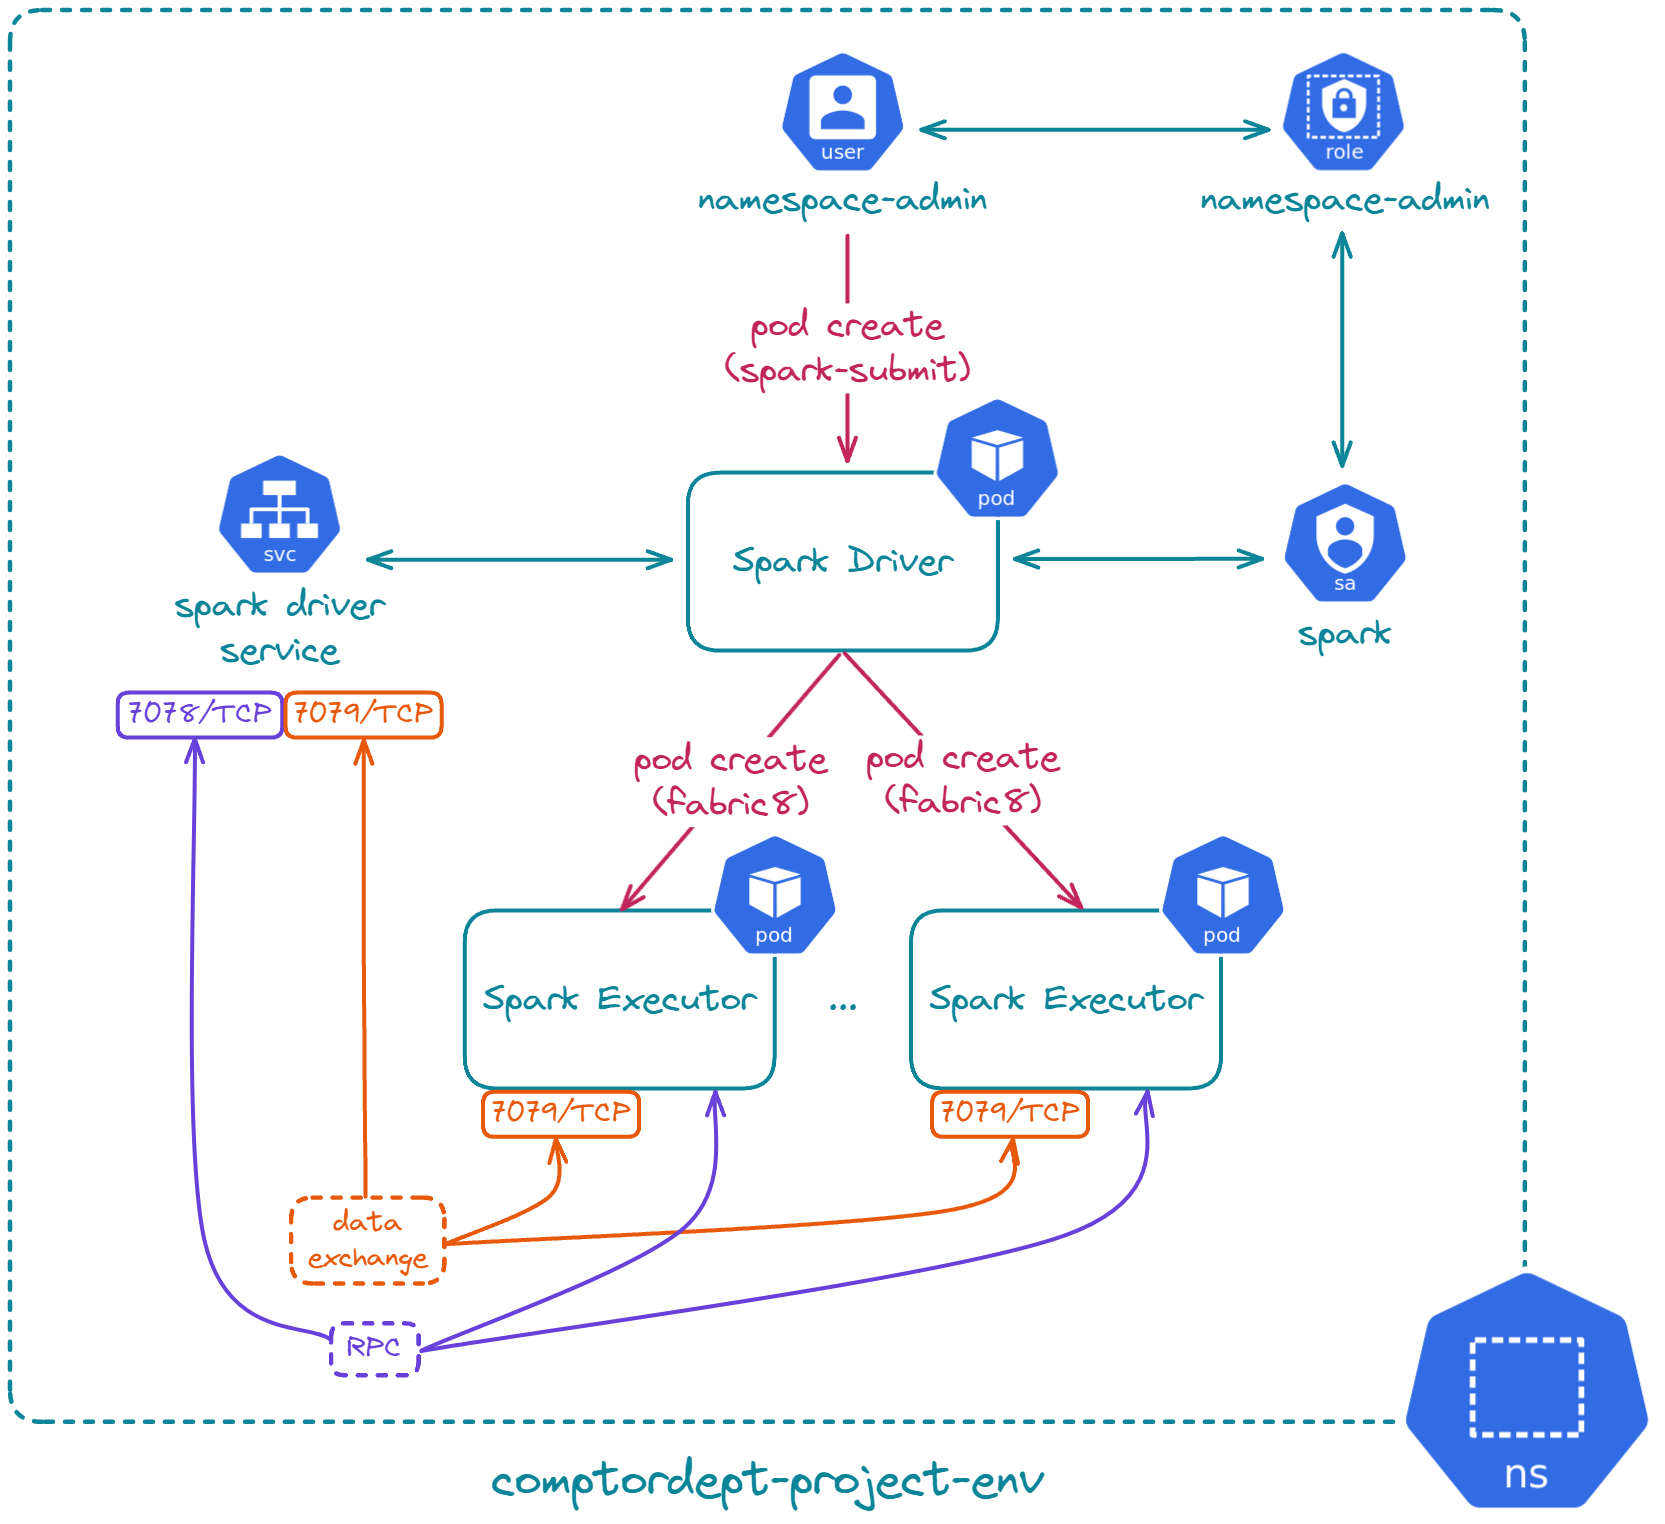 user
role
namespace-admin
namespace-admin
pod create
(spark-submit)
pod
svc
Spark Driver
sa
spark driver
service
spark
7078/TCP
7079/TCP
pod create
(fabric8)
pod create
(fabric8)
pod
pod
Spark Executor
...
Spark Executor
7079/TCP
7079/TCP
data
exchange
RPC
ns
comptordept-project-env